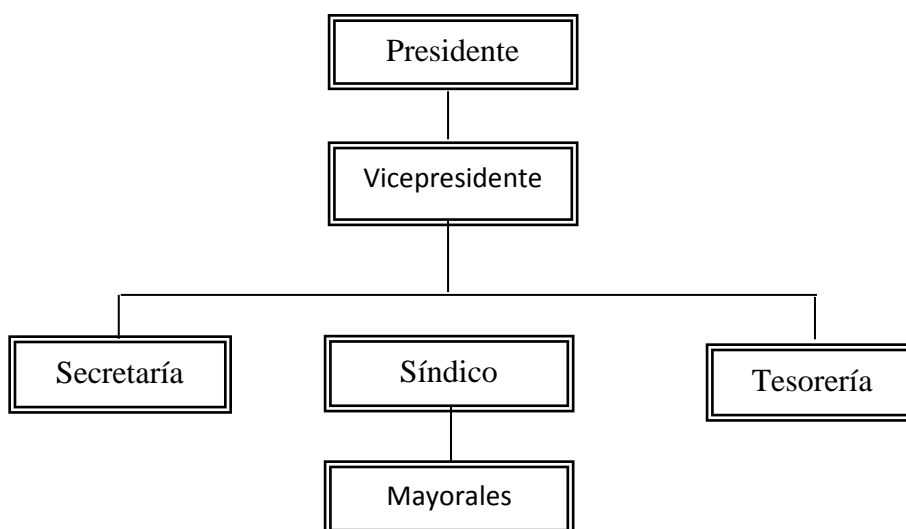 Presidente
Vicepresidente
Secretaría
Síndico
Tesorería
Mayorales